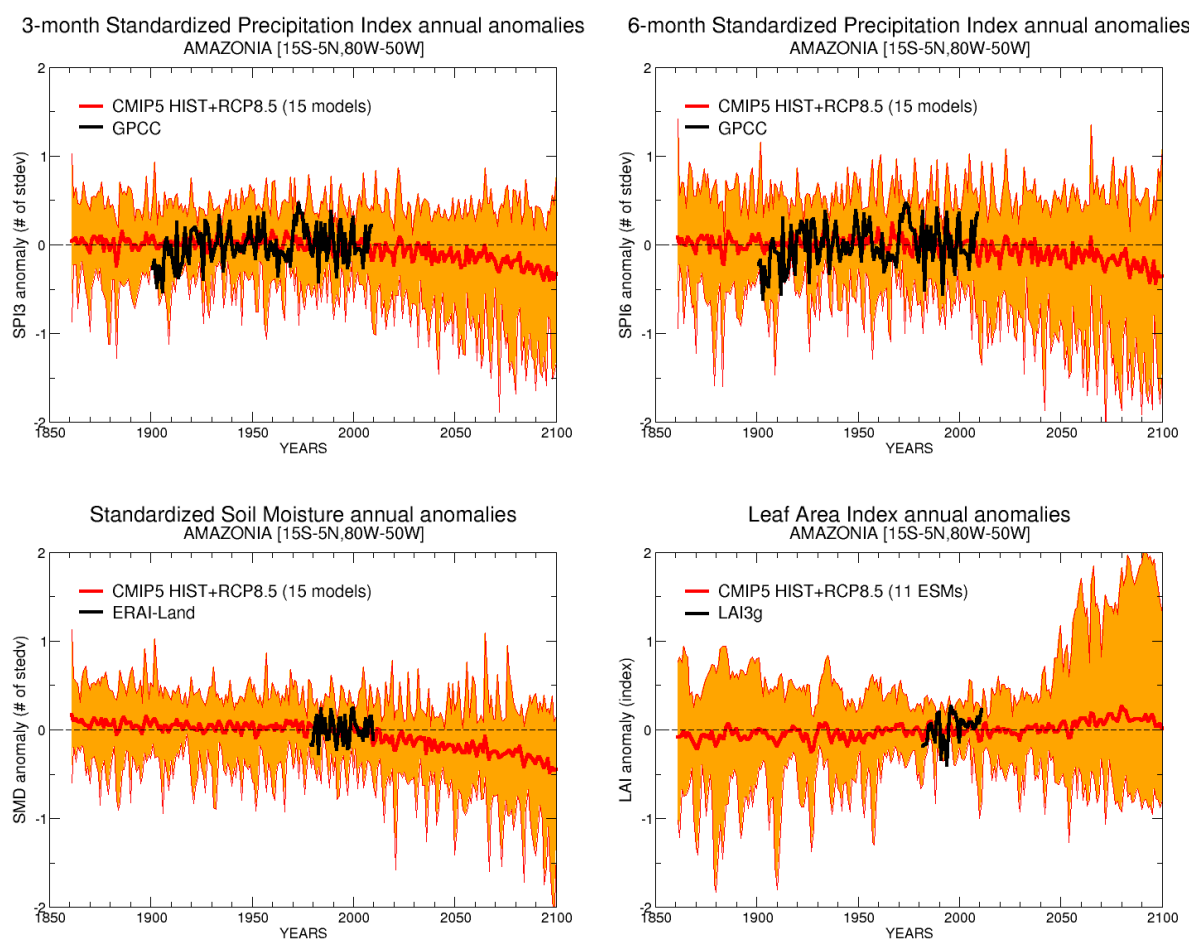 3-month Standardized Precipitation Index annual anomalies
AMAZONIA [15S-5N,80W-50W]
2
1
0
-1
-2
SPI3 anomaly (# of stdev)
CMIP5 HIST+RCP8.5 (15 models)
GPCC
1850 1900 1950 2000 2050 2100
YEARS
6-month Standardized Precipitation Index annual anomalies
AMAZONIA [15S-5N,80W-50W]
2
1
0
-1
-2
SPI6 anomaly (# of stdev)
CMIP5 HIST+RCP8.5 (15 models)
GPCC
1850 1900 1950 2000 2050 2100
YEARS
Standardized Soil Moisture annual anomalies
AMAZONIA [15S-5N,80W-50W]
2
1
0
-1
-2
SMD anomaly (# of stedv)
CMIP5 HIST+RCP8.5 (15 models)
ERAI-Land
1850 1900 1950 2000 2050 2100
YEARS
Leaf Area Index annual anomalies
AMAZONIA [15S-5N,80W-50W]
2
1
0
-1
-2
LAI anomaly (index)
CMIP5 HIST+RCP8.5 (11 ESMs)
LAI3g
1850 1900 1950 2000 2050 2100
YEARS